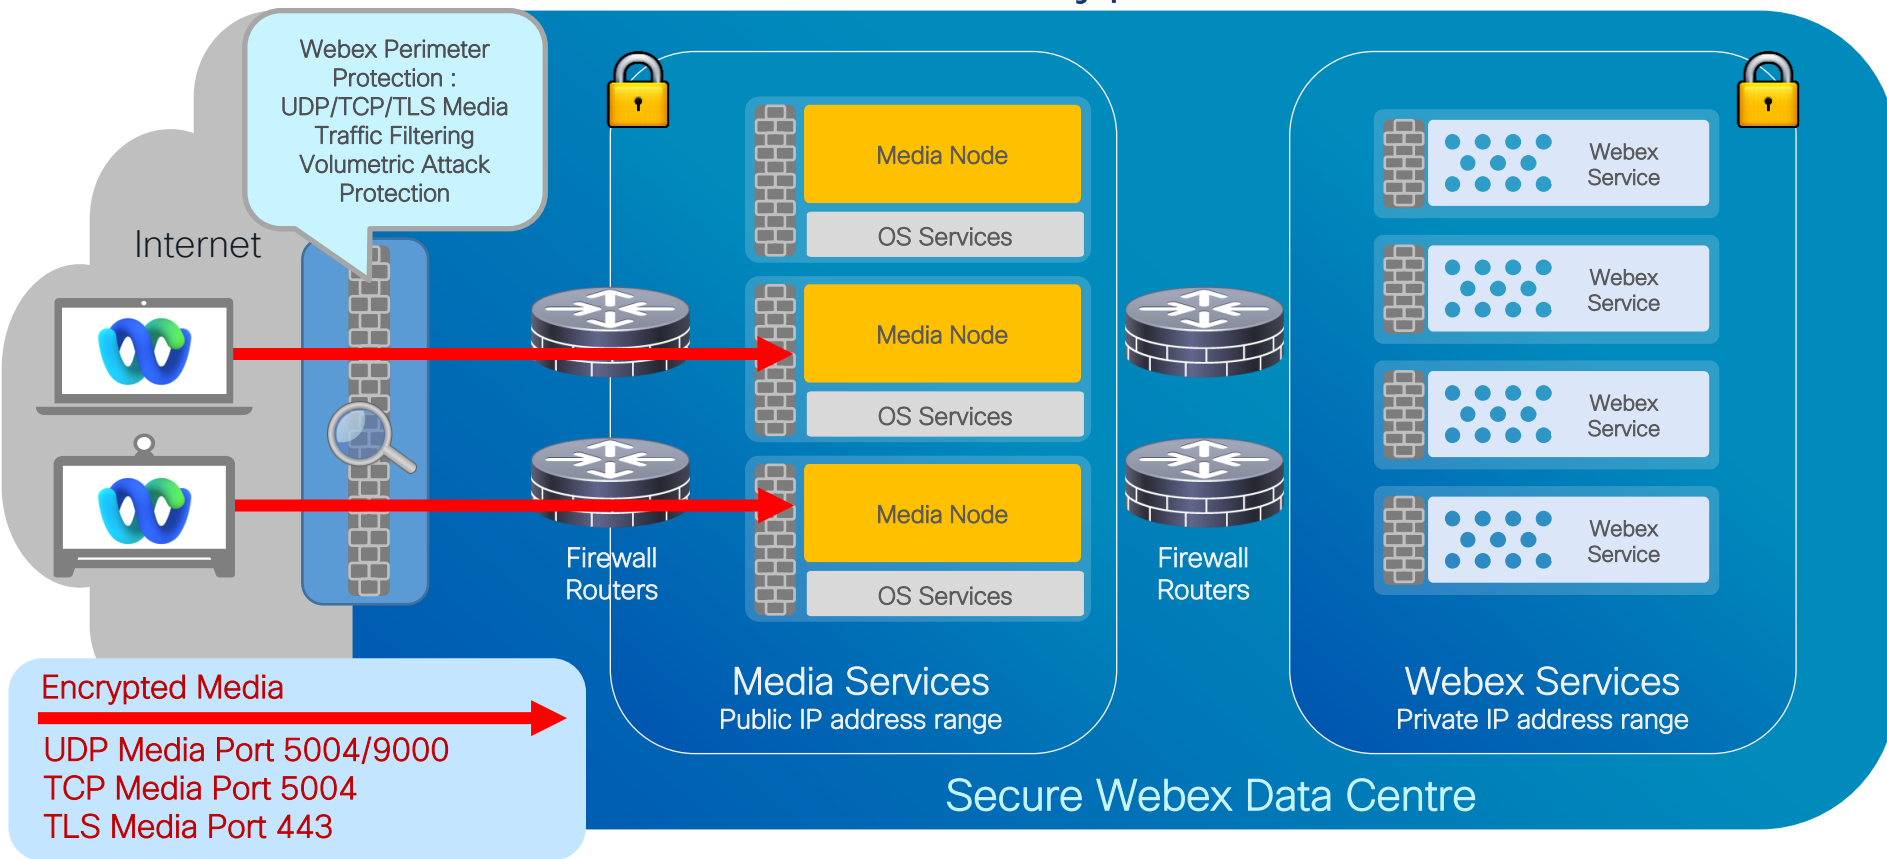 Webex Perimeter
Protection :
UDP/TCP/TLS Media
Traffic Filtering
Volumetric Attack
Protection
Internet
Media Node
OS Services
Media Node
OS Services
Media Node
OS Services
Firewall
Routers
Firewall
Routers
Webex
Service
Webex
Service
Webex
Service
Webex
Service
Media Services
Public IP address range
Webex Services
Private IP address range
Secure Webex Data Centre
Encrypted Media
UDP Media Port 5004/9000
TCP Media Port 5004
TLS Media Port 443